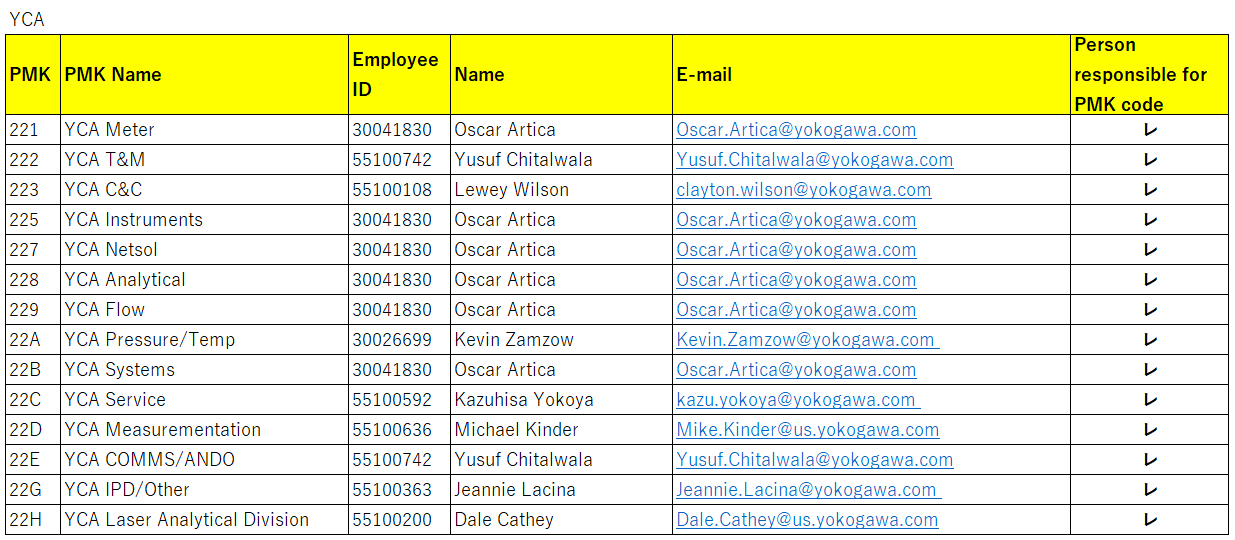 YCA
PMK PMK Name Employee ID Name E-mail Person responsible for PMK code
221 YCA Meter 30041830 Oscar Artica Oscar.Artica@yokogawa.com レ
222 YCA T&M 55100742 Yusuf Chitalwala Yusuf.Chitalwala@yokogawa.com レ
223 YCA C&C 55100108 Lewey Wilson clayton.wilson@yokogawa.com レ
225 YCA Instruments 30041830 Oscar Artica Oscar.Artica@yokogawa.com レ
227 YCA Netsol 30041830 Oscar Artica Oscar.Artica@yokogawa.com レ
228 YCA Analytical 30041830 Oscar Artica Oscar.Artica@yokogawa.com レ
229 YCA Flow 30041830 Oscar Artica Oscar.Artica@yokogawa.com レ
22A YCA Pressure/Temp 30026699 Kevin Zamzow Kevin.Zamzow@yokogawa.com レ
22B YCA Systems 30041830 Oscar Artica Oscar.Artica@yokogawa.com レ
22C YCA Service 55100592 Kazuhisa Yokoya kazu.yokoya@yokogawa.com レ
22D YCA Measurementation 55100636 Michael Kinder Mike.Kinder@us.yokogawa.com レ
22E YCA COMMS/ANDO 55100742 Yusuf Chitalwala Yusuf.Chitalwala@yokogawa.com レ
22G YCA IPD/Other 55100363 Jeannie Lacina Jeannie.Lacina@yokogawa.com レ
22H YCA Laser Analytical Division 55100200 Dale Cathey Dale.Cathey@us.yokogawa.com レ